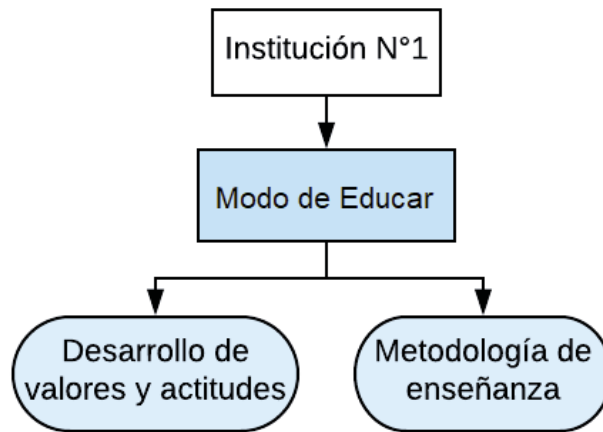 Institución N°1
Modo de Educar
Desarrollo de
valores y actitudes
Metodología de
enseñanza